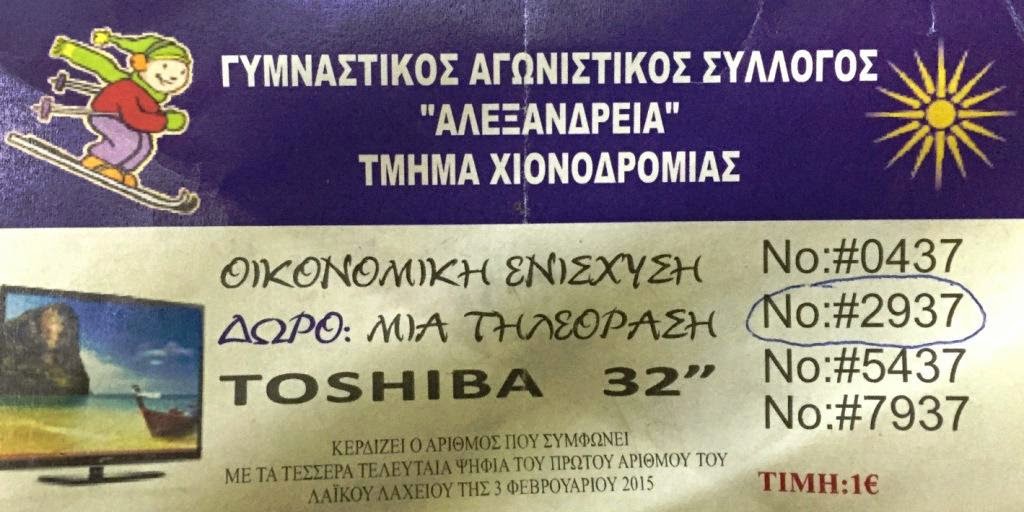 ΓΥΜΝΑΣΤΙΚΟΣ ΑΓΩΝΙΣΤΙΚΟΣ ΣΥΛΛΟΓΟΣ
"ΑΛΕΞΑΝΔΡΕΙΑ"
ΤΜΗΜΑ ΧΙΟΝΟΔΡΟΜΙΑΣ
ΟΙΚΟΝΟΜΙΚΗ ΕΝΙΣΧΥΣΗ
ΔΩΡΟ: ΜΙΑ ΤΗΛΕΟΡΑΣΗ
TOSHIBA 32”
ΚΕΡΔΙΖΕΙ Ο ΑΡΙΘΜΟΣ ΠΟΥ ΣΥΜΦΩΝΕΙ
ΜΕ ΤΑ ΤΕΣΣΕΡΑ ΤΕΛΕΥΤΑΙΑ ΨΗΦΙΑ ΤΟΥ ΠΡΩΤΟΥ ΑΡΙΘΜΟΥ ΤΟΥ
ΛΑΪΚΟΥ ΛΑΧΕΙΟΥ ΤΗΣ 3 ΦΕΒΡΟΥΑΡΙΟΥ 2015
No:#0437
No:#2937
No:#5437
No:#7937
ΤΙΜΗ:1€